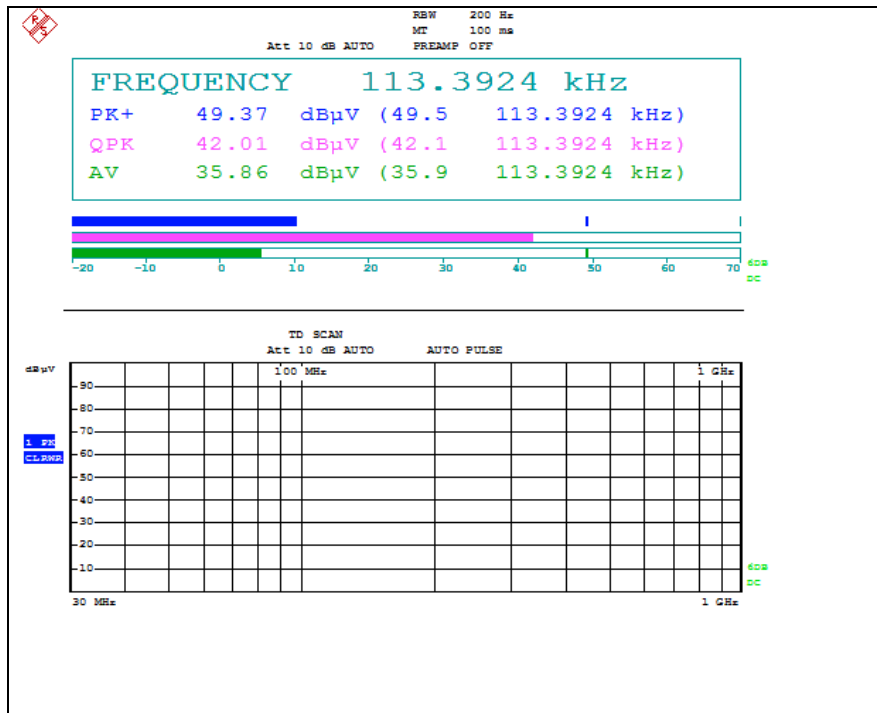 R S
RBW 200 Hz
MT 100 ms
Att 10 dB AUTO PREAMP OFF
FREQUENCY 113.3924 kHz
PK+ 49.37 dBµV (49.5 113.3924 kHz)
QPK 42.01 dBµV (42.1 113.3924 kHz)
AV 35.86 dBµV (35.9 113.3924 kHz)
-20 -10 0 10 20 30 40 50 60 70
6DB
DC
TD SCAN
Att 10 dB AUTO AUTO PULSE
dBµV
100 MHz 1 GHz
90
80
70
1 PK
CLRWR
60
50
40
30
20
10
6DB
DC
30 MHz 1 GHz